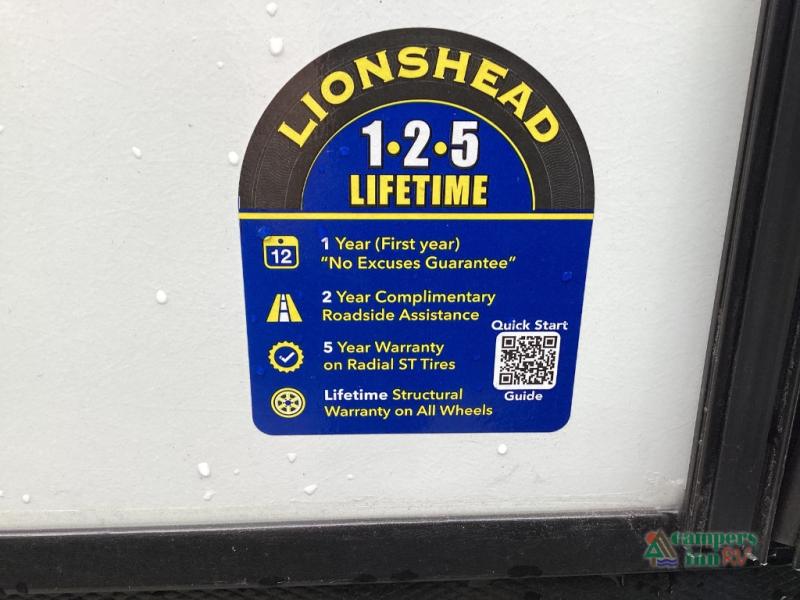 LIONSHEAD
1•2•5
LIFETIME
12
1 Year (First year)
"No Excuses Guarantee"
2 Year Complimentary
Roadside Assistance
5 Year Warranty
on Radial ST Tires
Quick Start
Guide
Lifetime Structural
Warranty on All Wheels
campers
inn RV